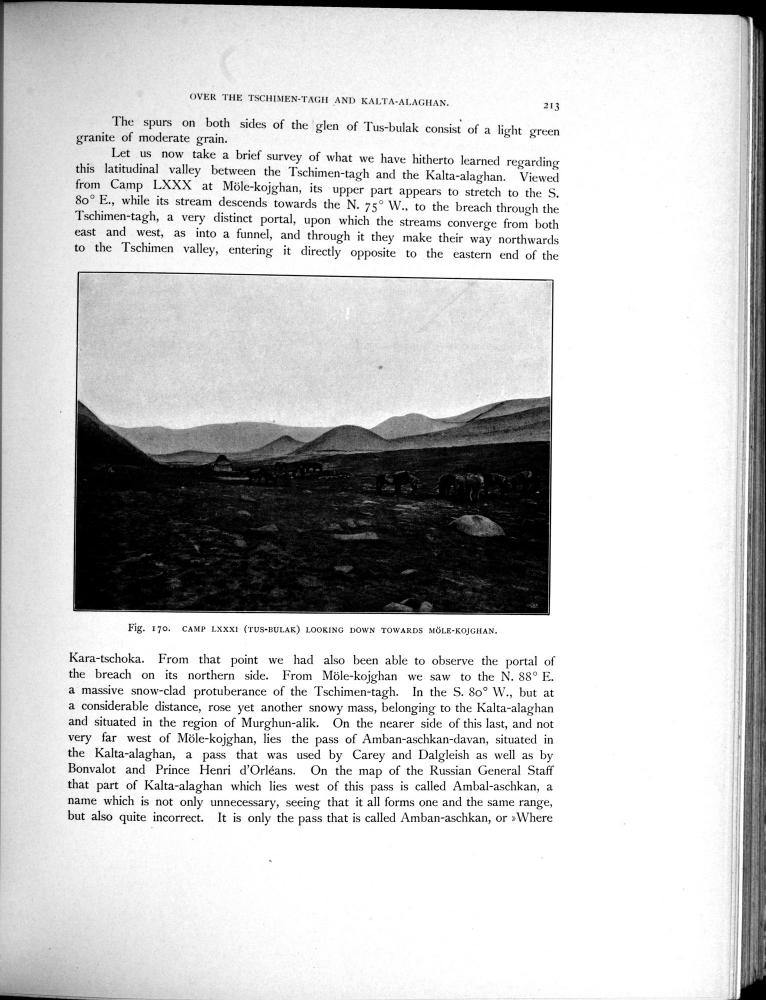 OVER THE TSCHIMEN-TAGH AND KALTA-ALAGHAN. 213
The spurs on both sides of the glen of Tus-bulak consist of a light green
granite of moderate grain.
Let us now take a brief survey of what we have hitherto learned regarding
this latitudinal valley between the Tschimen-tagh and the Kalta-alaghan. Viewed
from Camp LXXX at Möle-kojghan, its upper part appears to stretch to the S.
80° E., while its stream descends towards the N. 75° W., to the breach through the
Tschimen-tagh, a very distinct portal, upon which the streams converge from both
east and west, as into a funnel, and through it they make their way northwards
to the Tschimen valley, entering it directly opposite to the eastern end of the
Fig. 170. CAMP LXXXI (TUS-BULAK) LOOKING DOWN TOWARDS MÖLE-KOJGHAN.
Kara-tschoka. From that point we had also been able to observe the portal of
the breach on its northern side. From Möle-kojghan we saw to the N. 88° E.
a massive snow-clad protuberance of the Tschimen-tagh. In the S. 80° W., but at
a considerable distance, rose yet another snowy mass, belonging to the Kalta-alaghan
and situated in the region of Murghun-alik. On the nearer side of this last, and not
very far west of Möle-kojghan, lies the pass of Amban-aschkan-davan, situated in
the Kalta-alaghan, a pass that was used by Carey and Dalgleish as well as by
Bonvalot and Prince Henri d'Orléans. On the map of the Russian General Staff
that part of Kalta-alaghan which lies west of this pass is called Ambal-aschkan, a
name which is not only unnecessary, seeing that it all forms one and the same range,
but also quite incorrect. It is only the pass that is called Amban-aschkan, or »Where